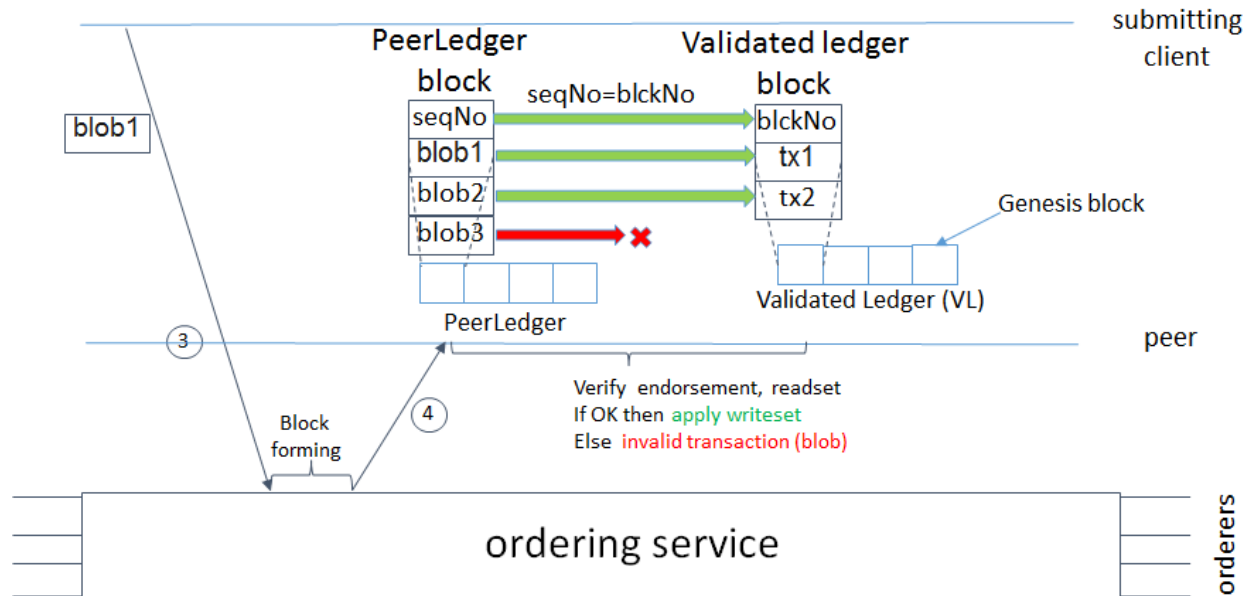 submitting
client
PeerLedger
Validated ledger
block
block
seqNo=blckNo
seqNo
blckNo
blob1
blob1
tx1
blob2
tx2
blob3
Genesis block
Validated Ledger (VL)
PeerLedger
3
peer
Verify endorsement, readset
If OK then apply writeset
Else invalid transaction (blob)
4
Block
forming
ordering service
orderers